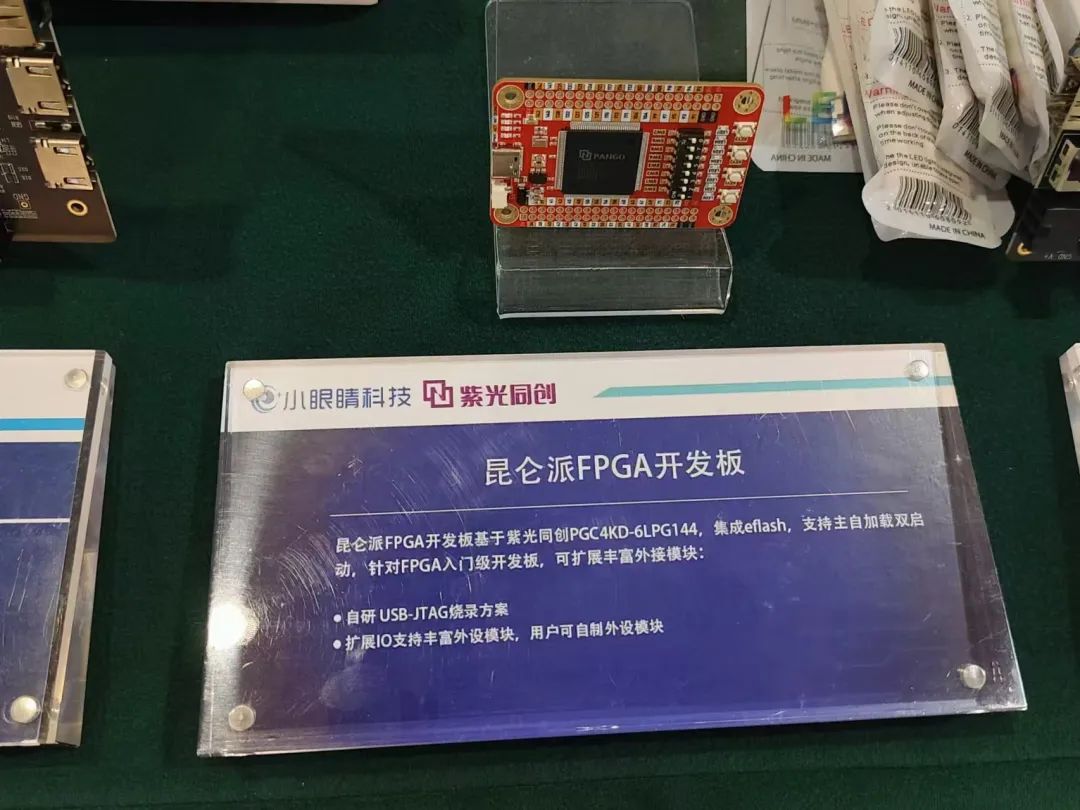 PANGO
LED
MADE IN CHINA
MADE IN CHINA
小眼睛科技 紫光同创
昆仑派FPGA开发板
昆仑派FPGA开发板基于紫光同创PGC4KD-6LPG144，集成eflash，支持主自加载双启
动，针对FPGA入门级开发板，可扩展丰富外接模块：
● 自研 USB-JTAG烧录方案
● 扩展IO支持丰富外设模块，用户可自制外设模块